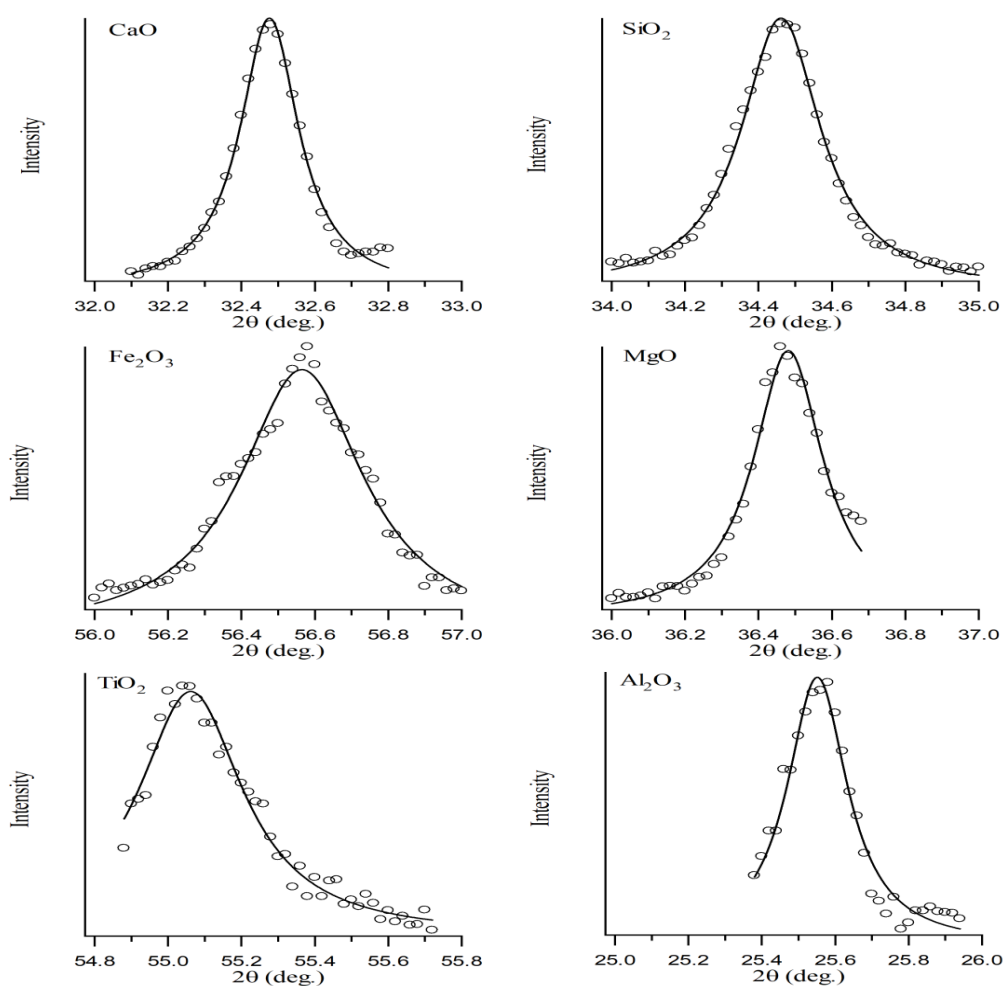 CaO
Intensity
32.0 32.2 32.4 32.6 32.8 33.0
2θ (deg.)
SiO₂
Intensity
34.0 34.2 34.4 34.6 34.8 35.0
2θ (deg.)
Fe₂O₃
Intensity
56.0 56.2 56.4 56.6 56.8 57.0
2θ (deg.)
MgO
Intensity
36.0 36.2 36.4 36.6 36.8 37.0
2θ (deg.)
TiO₂
Intensity
54.8 55.0 55.2 55.4 55.6 55.8
2θ (deg.)
Al₂O₃
Intensity
25.0 25.2 25.4 25.6 25.8 26.0
2θ (deg.)